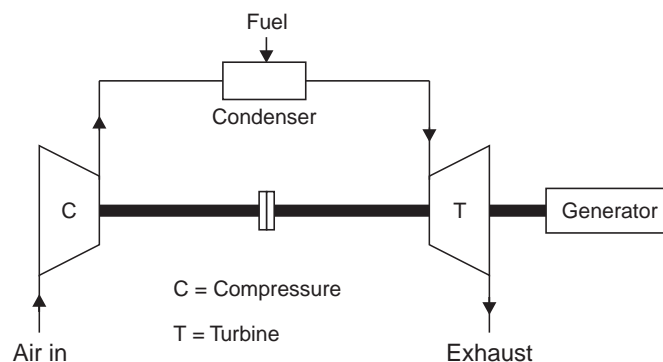 Fuel
Condenser
C
T
Generator
C = Compressure
T = Turbine
Air in
Exhaust